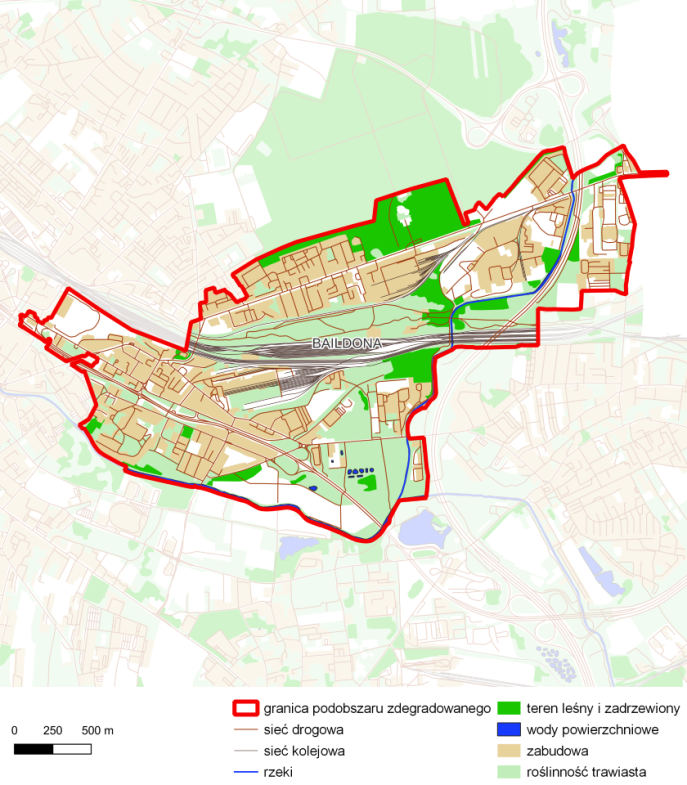 BAILDONA
granica podobszaru zdegradowanego
teren leśny i zadrzewiony
0 250 500 m
sieć drogowa
wody powierzchniowe
sieć kolejowa
zabudowa
rzeki
roślinność trawiasta